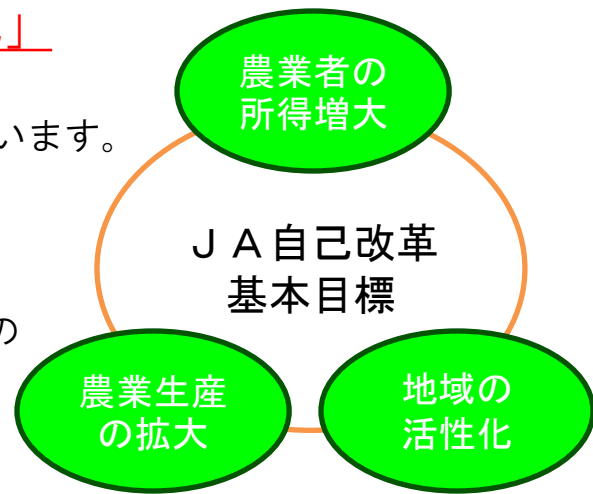 」
農業者の
所得増大
います。
ＪＡ自己改革
基本目標
の
農業生産
の拡大
地域の
活性化